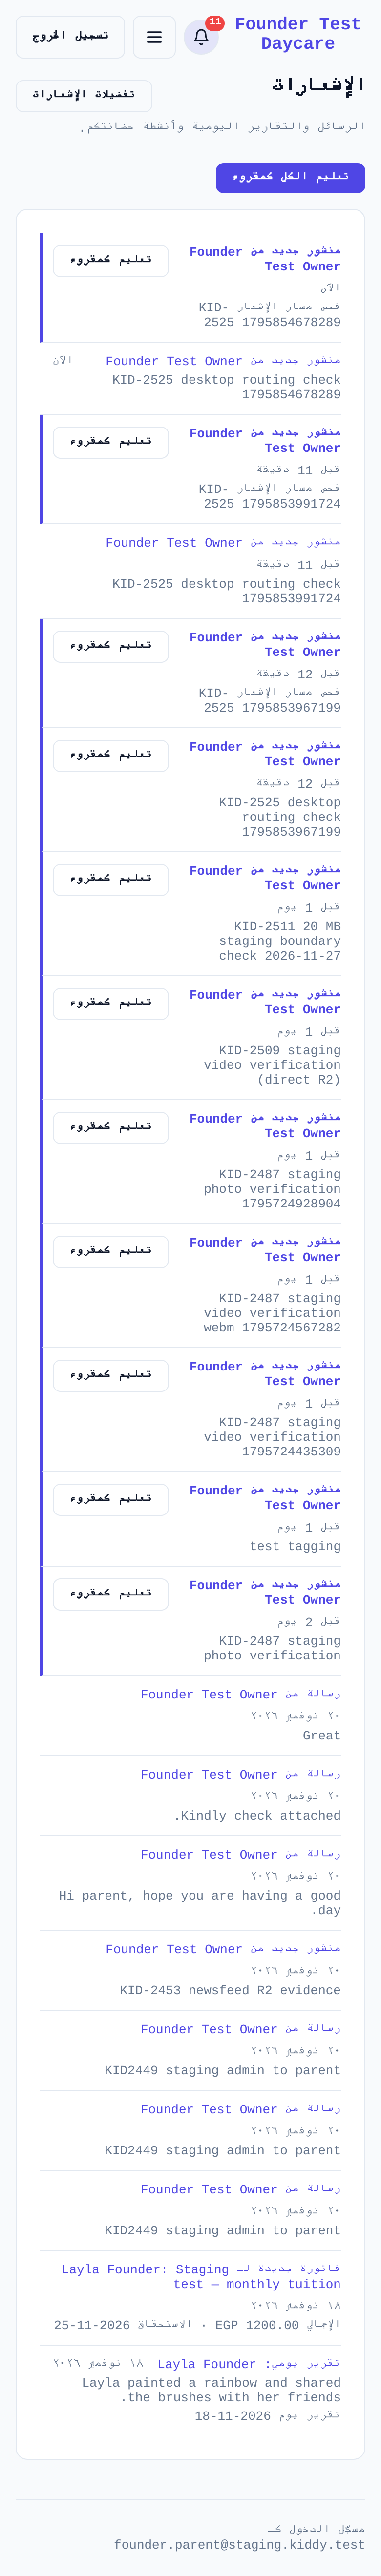 Founder Test
Daycare
11
تسجيل الخروج
الإشعارات
تفضيلات الإشعارات
الرسائل والتقارير اليومية وأنشطة حضانتكم.
تعليم الكل كمقروء
منشور جديد من Founder
Test Owner
تعليم كمقروء
الآن
فحص مسار الإشعار KID-
2525 1795854678289
منشور جديد من Founder Test Owner
الآن
KID-2525 desktop routing check
1795854678289
منشور جديد من Founder
Test Owner
تعليم كمقروء
قبل 11 دقيقة
فحص مسار الإشعار KID-
2525 1795853991724
منشور جديد من Founder Test Owner
قبل 11 دقيقة
KID-2525 desktop routing check
1795853991724
منشور جديد من Founder
Test Owner
تعليم كمقروء
قبل 12 دقيقة
فحص مسار الإشعار KID-
2525 1795853967199
منشور جديد من Founder
Test Owner
تعليم كمقروء
قبل 12 دقيقة
KID-2525 desktop
routing check
1795853967199
منشور جديد من Founder
Test Owner
تعليم كمقروء
قبل 1 يوم
KID-2511 20 MB
staging boundary
check 2026-11-27
منشور جديد من Founder
Test Owner
تعليم كمقروء
قبل 1 يوم
KID-2509 staging
video verification
(direct R2)
منشور جديد من Founder
Test Owner
تعليم كمقروء
قبل 1 يوم
KID-2487 staging
photo verification
1795724928904
منشور جديد من Founder
Test Owner
تعليم كمقروء
قبل 1 يوم
KID-2487 staging
video verification
webm 1795724567282
منشور جديد من Founder
Test Owner
تعليم كمقروء
قبل 1 يوم
KID-2487 staging
video verification
1795724435309
منشور جديد من Founder
Test Owner
تعليم كمقروء
قبل 1 يوم
test tagging
منشور جديد من Founder
Test Owner
تعليم كمقروء
قبل 2 يوم
KID-2487 staging
photo verification
رسالة من Founder Test Owner
٢٠ نوفمبر ٢٠٢٦
Great
رسالة من Founder Test Owner
٢٠ نوفمبر ٢٠٢٦
Kindly check attached.
رسالة من Founder Test Owner
٢٠ نوفمبر ٢٠٢٦
Hi parent, hope you are having a good
day.
منشور جديد من Founder Test Owner
٢٠ نوفمبر ٢٠٢٦
KID-2453 newsfeed R2 evidence
رسالة من Founder Test Owner
٢٠ نوفمبر ٢٠٢٦
KID2449 staging admin to parent
رسالة من Founder Test Owner
٢٠ نوفمبر ٢٠٢٦
KID2449 staging admin to parent
رسالة من Founder Test Owner
٢٠ نوفمبر ٢٠٢٦
KID2449 staging admin to parent
فاتورة جديدة لـ Layla Founder: Staging
test — monthly tuition
١٨ نوفمبر ٢٠٢٦
الإجمالي EGP 1200.00 · الاستحقاق 25-11-2026
تقرير يومي: Layla Founder
١٨ نوفمبر ٢٠٢٦
Layla painted a rainbow and shared
the brushes with her friends.
تقرير يوم 18-11-2026
مسجّل الدخول كـ
founder.parent@staging.kiddy.test